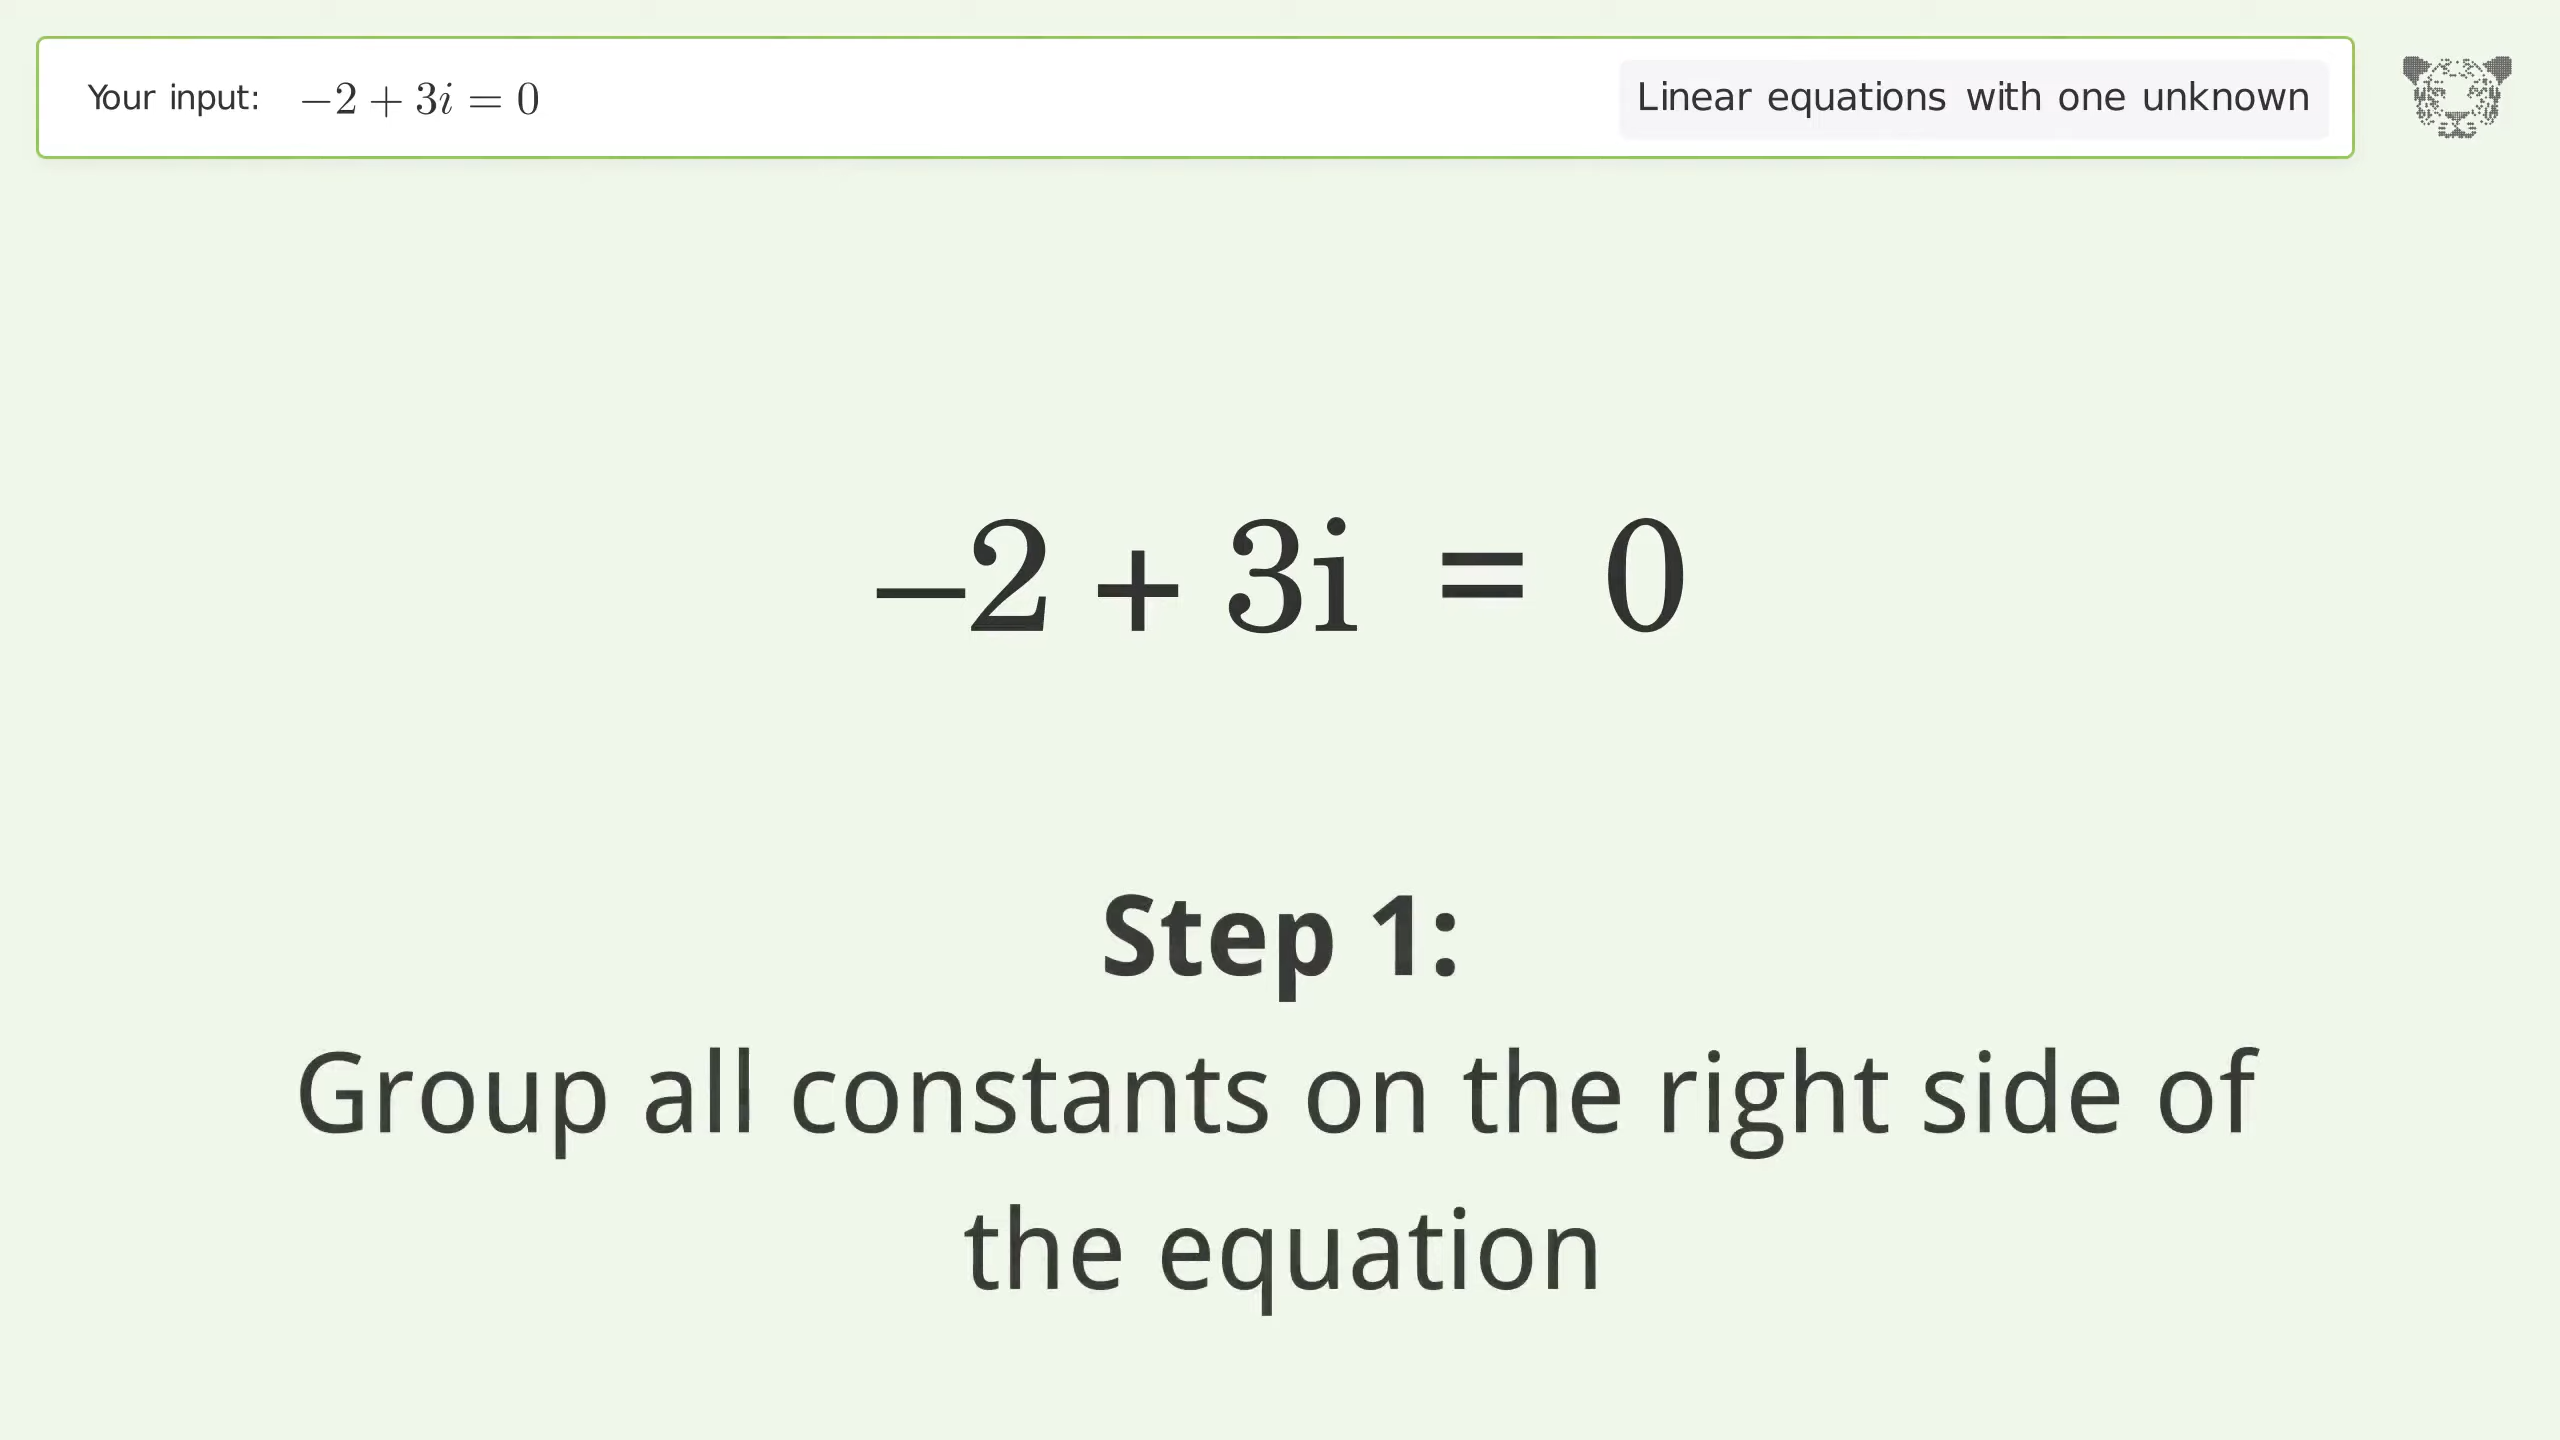 Your input: −2 + 3i = 0
Linear equations with one unknown
−2 + 3i = 0
Step 1:
Group all constants on the right side of
the equation